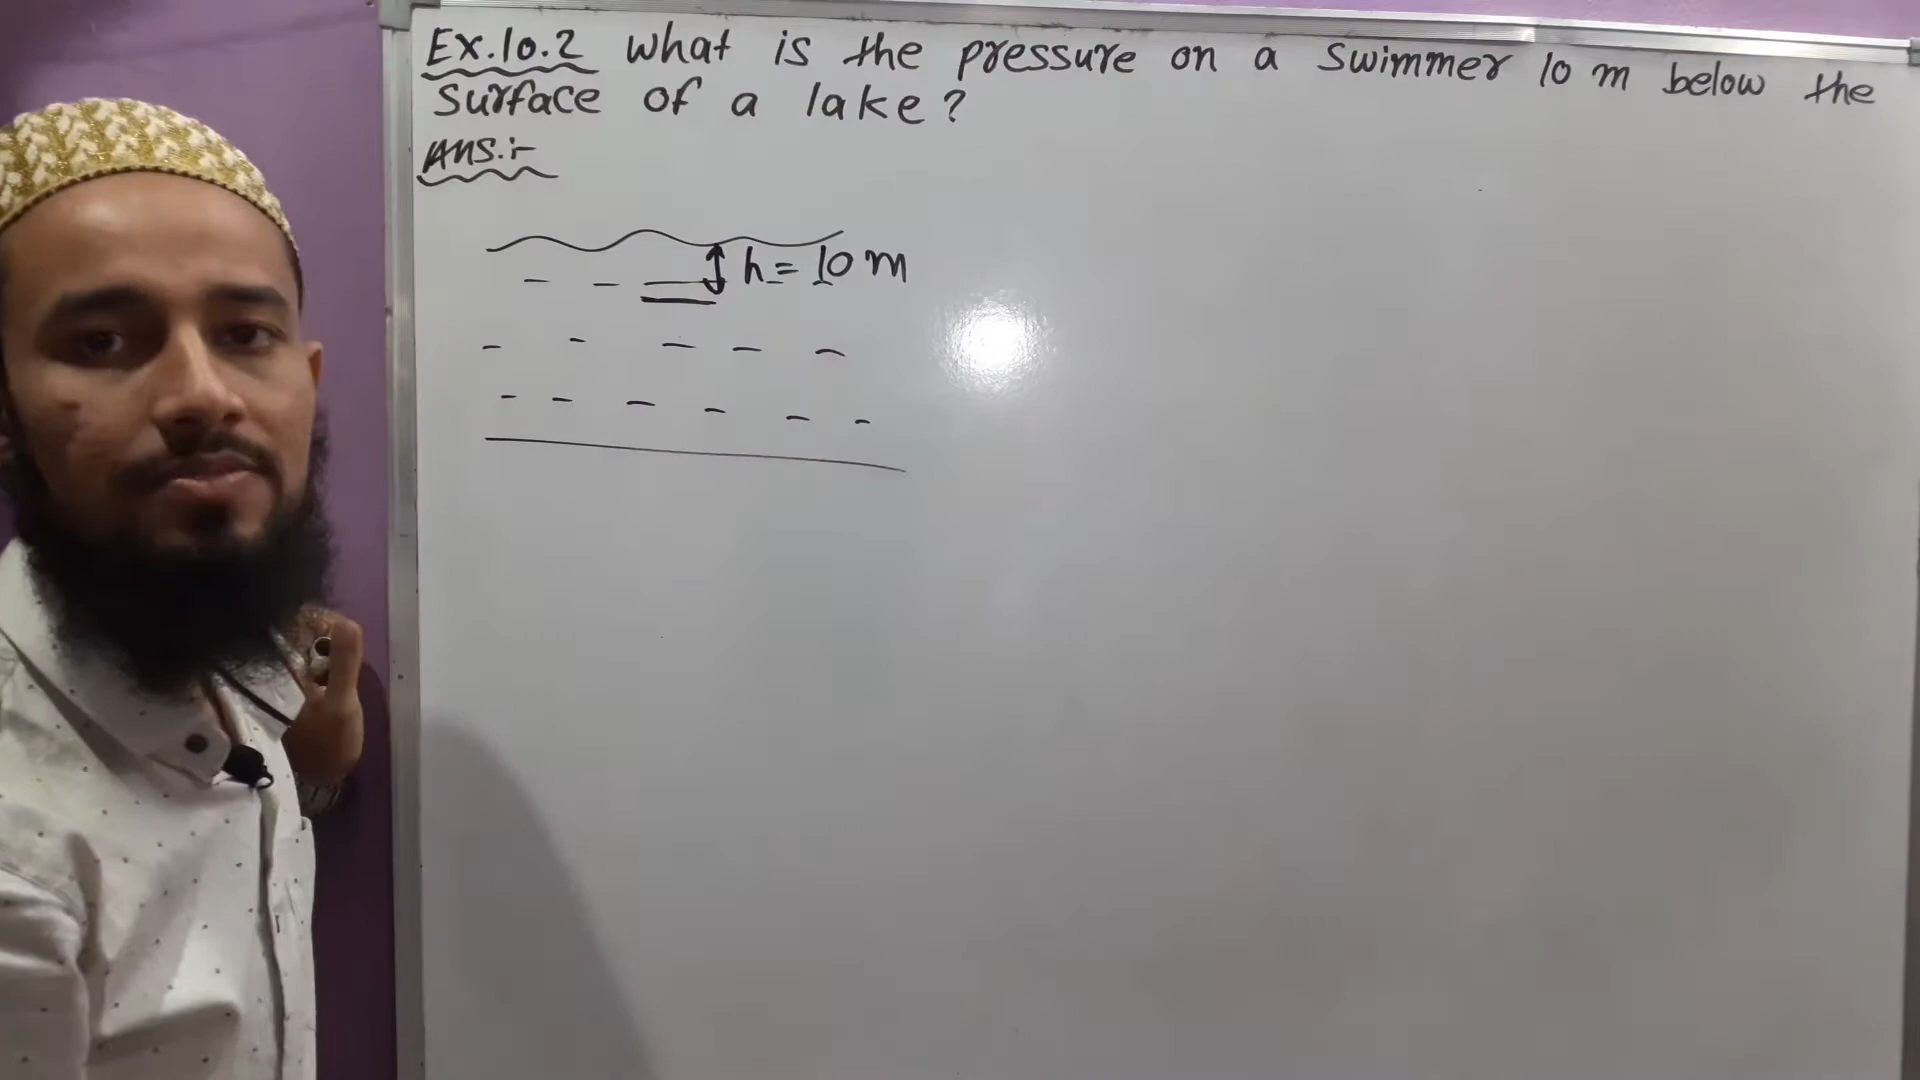 Ex.10.2 What is the pressure on a swimmer 10 m below the
surface of a lake?
Ans.:-
h = 10 m